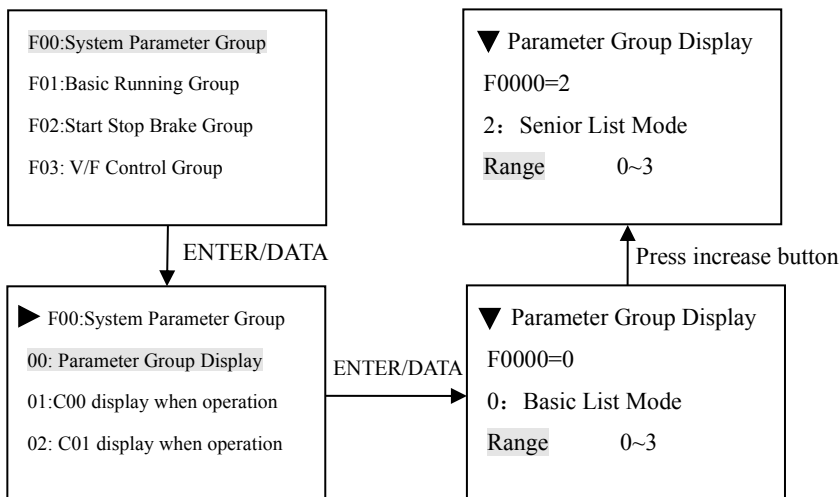 F00:System Parameter Group
F01:Basic Running Group
F02:Start Stop Brake Group
F03: V/F Control Group
ENTER/DATA
▶ F00:System Parameter Group
00: Parameter Group Display
01:C00 display when operation
02: C01 display when operation
ENTER/DATA
▼ Parameter Group Display
F0000=0
0：Basic List Mode
Range 0~3
Press increase button
▼ Parameter Group Display
F0000=2
2：Senior List Mode
Range 0~3